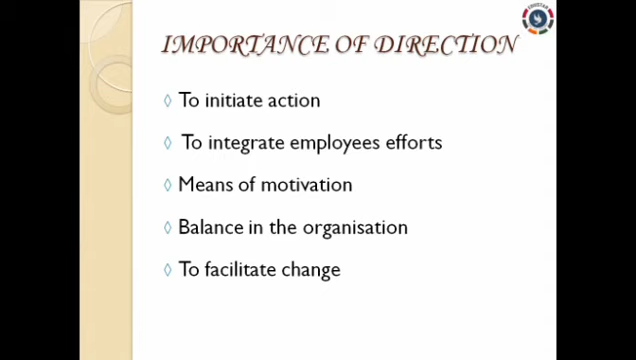 IMPORTANCE OF DIRECTION
To initiate action
To integrate employees efforts
Means of motivation
Balance in the organisation
To facilitate change